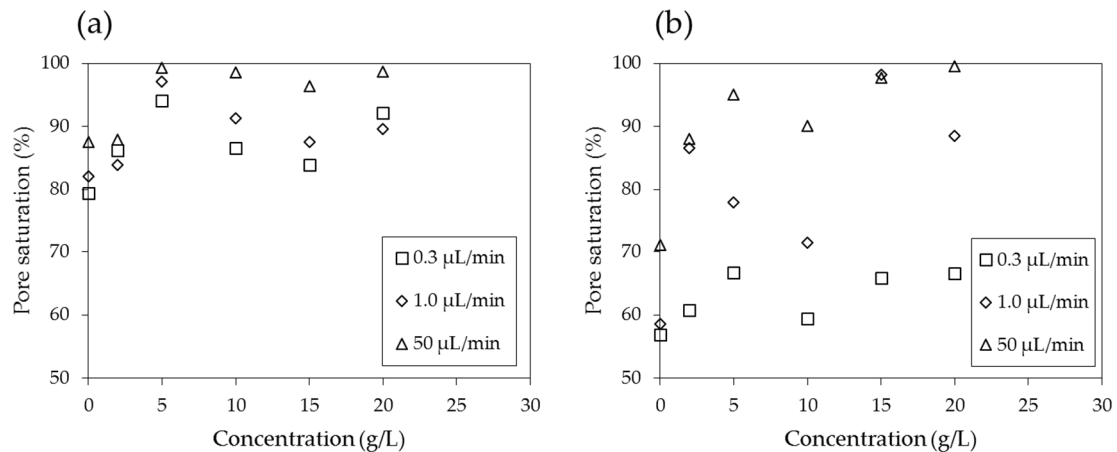 (a)
100
90
80
70
60
50
Pore saturation (%)
0.3 µL/min
1.0 µL/min
50 µL/min
0 5 10 15 20 25 30
Concentration (g/L)
(b)
100
90
80
70
60
50
Pore saturation (%)
0.3 µL/min
1.0 µL/min
50 µL/min
0 5 10 15 20 25 30
Concentration (g/L)